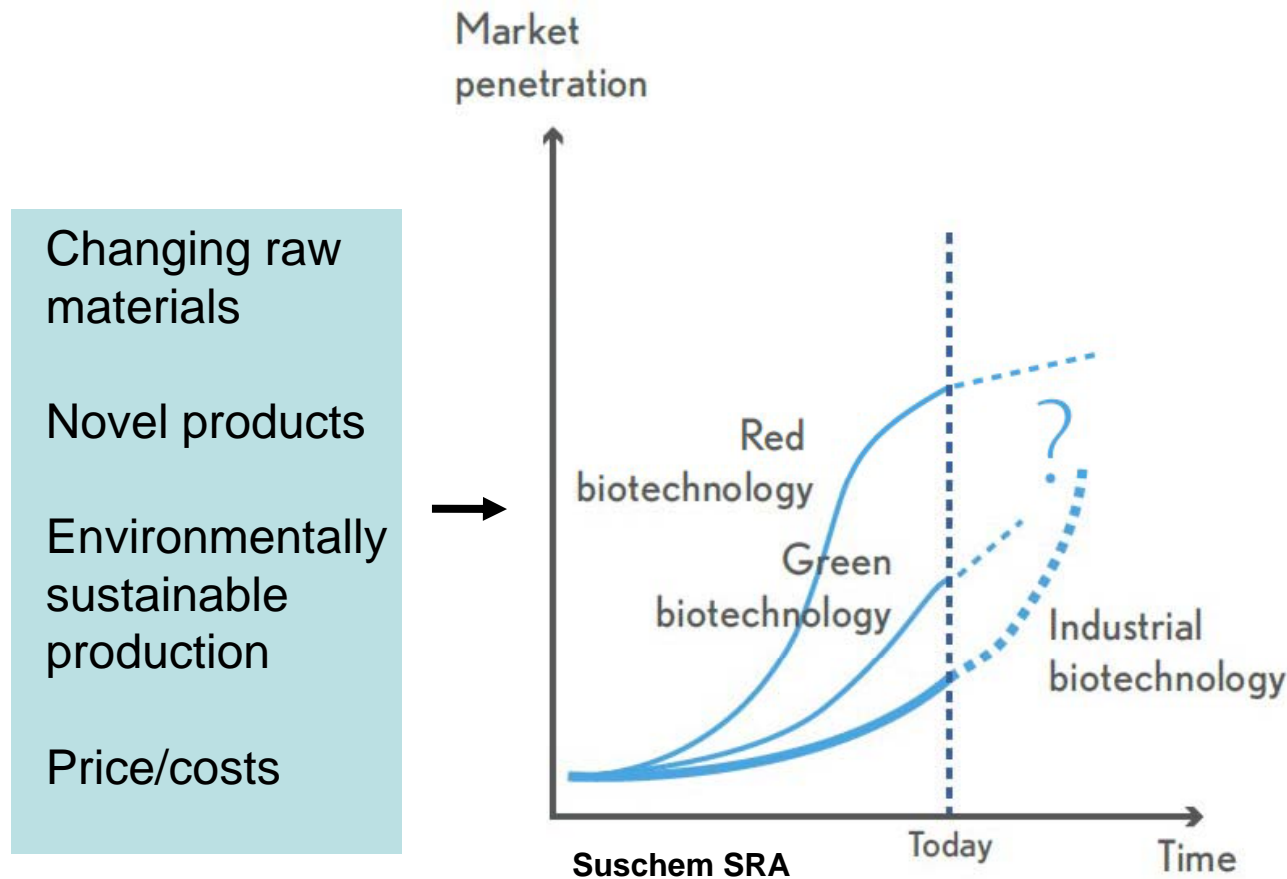 Market
penetration
Changing raw
materials
Novel products
Environmentally
sustainable
production
Price/costs
Red
biotechnology
Green
biotechnology
?
Industrial
biotechnology
Today
Time
Suschem SRA